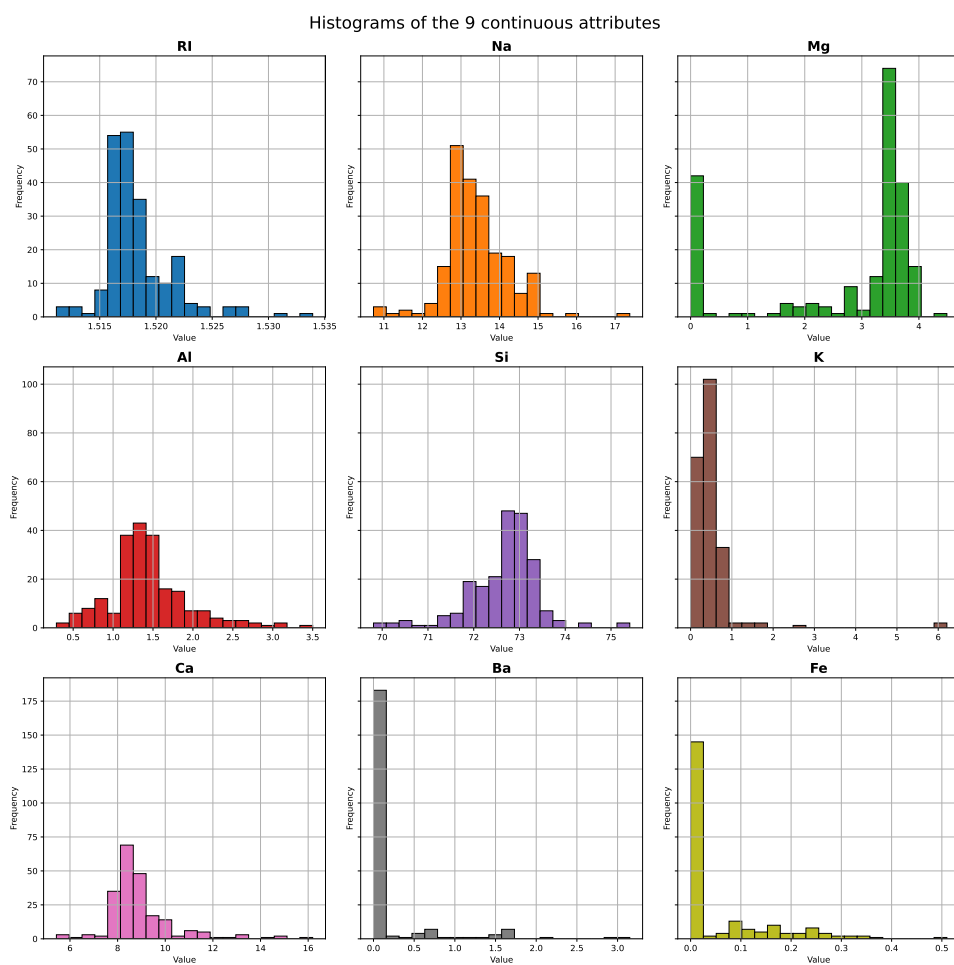 Histograms of the 9 continuous attributes
RI
Na
Mg
Frequency
0
10
20
30
40
50
60
70
1.515 1.520 1.525 1.530 1.535
Value
Frequency
11 12 13 14 15 16 17
Value
Frequency
0 1 2 3 4
Value
Al
Si
K
Frequency
0
20
40
60
80
100
0.5 1.0 1.5 2.0 2.5 3.0 3.5
Value
Frequency
70 71 72 73 74 75
Value
Frequency
0 1 2 3 4 5 6
Value
Ca
Ba
Fe
Frequency
0
25
50
75
100
125
150
175
6 8 10 12 14 16
Value
Frequency
0.0 0.5 1.0 1.5 2.0 2.5 3.0
Value
Frequency
0.0 0.1 0.2 0.3 0.4 0.5
Value